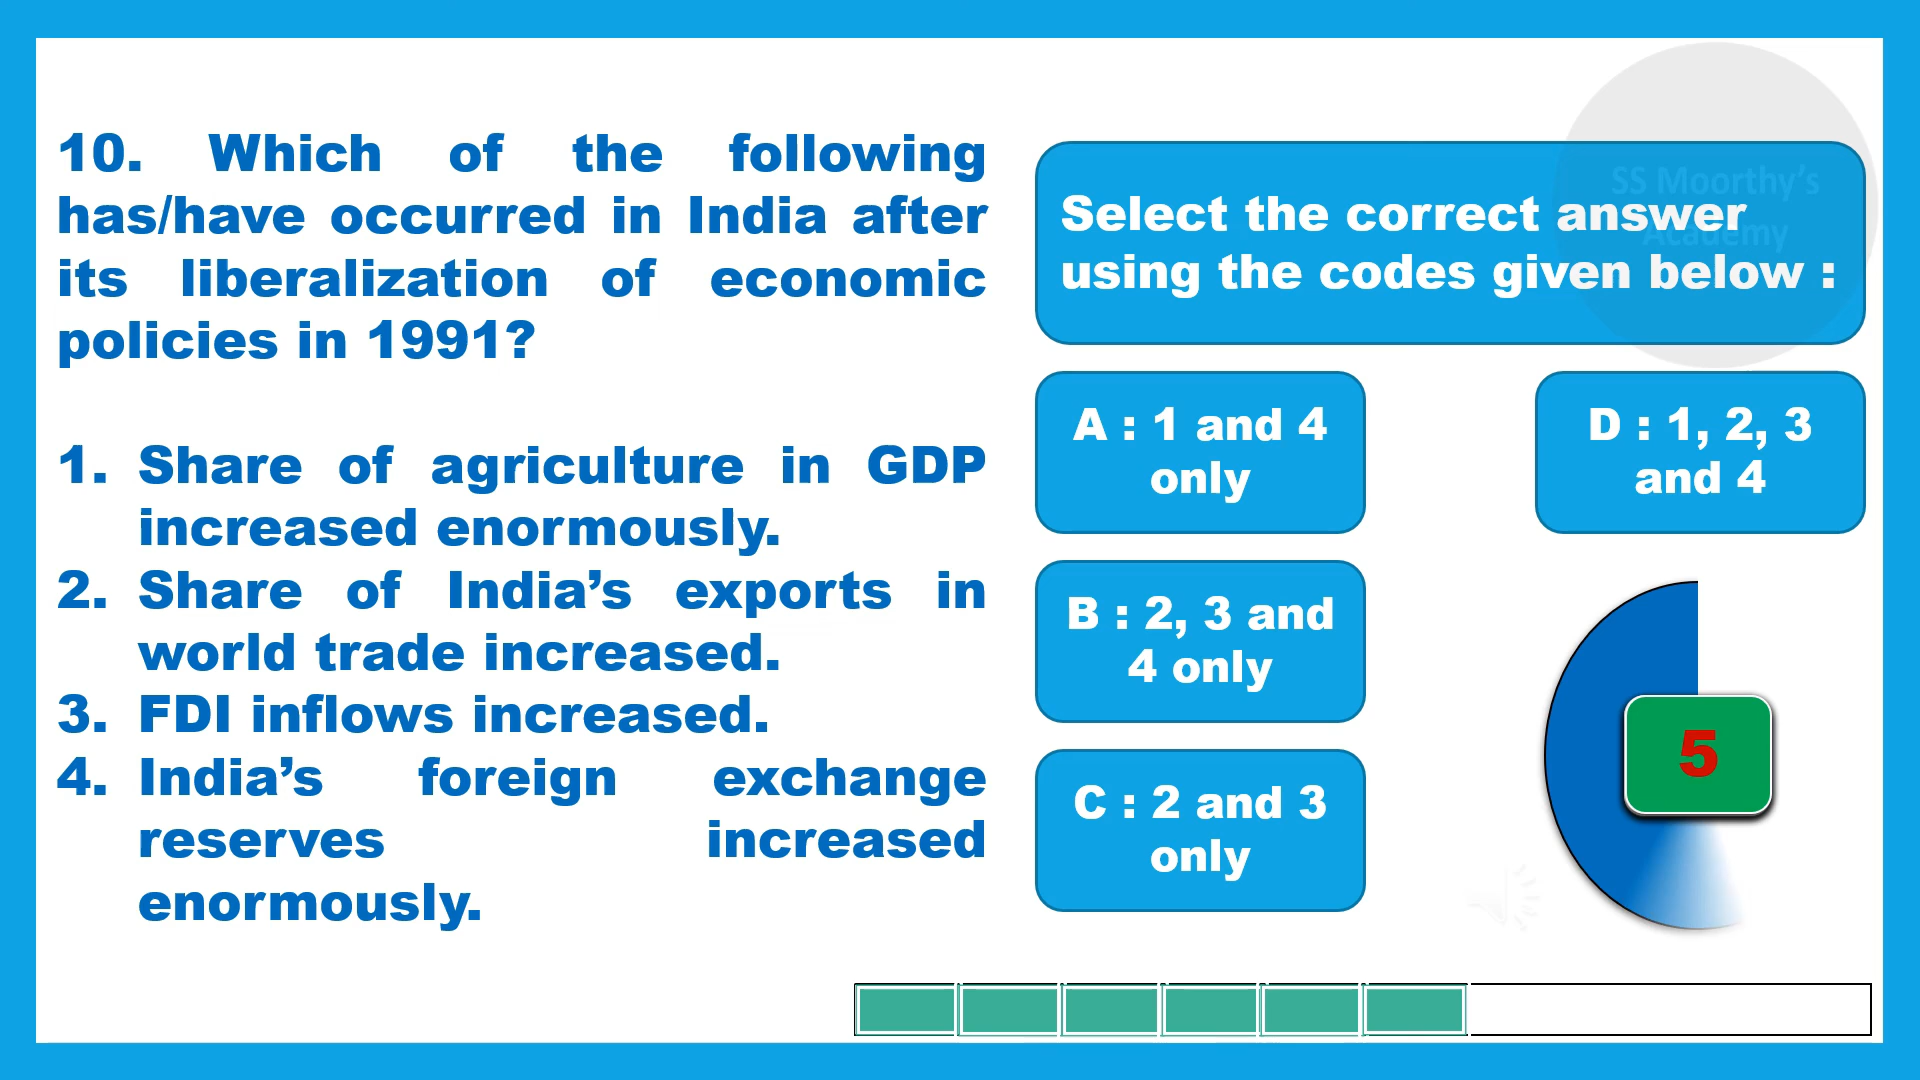 10. Which of the following
has/have occurred in India after
its liberalization of economic
policies in 1991?
1. Share of agriculture in GDP
increased enormously.
2. Share of India’s exports in
world trade increased.
3. FDI inflows increased.
4. India’s foreign exchange
reserves increased
enormously.
SS Moorthy’s
Academy
Select the correct answer
using the codes given below :
A : 1 and 4
only
D : 1, 2, 3
and 4
B : 2, 3 and
4 only
C : 2 and 3
only
5